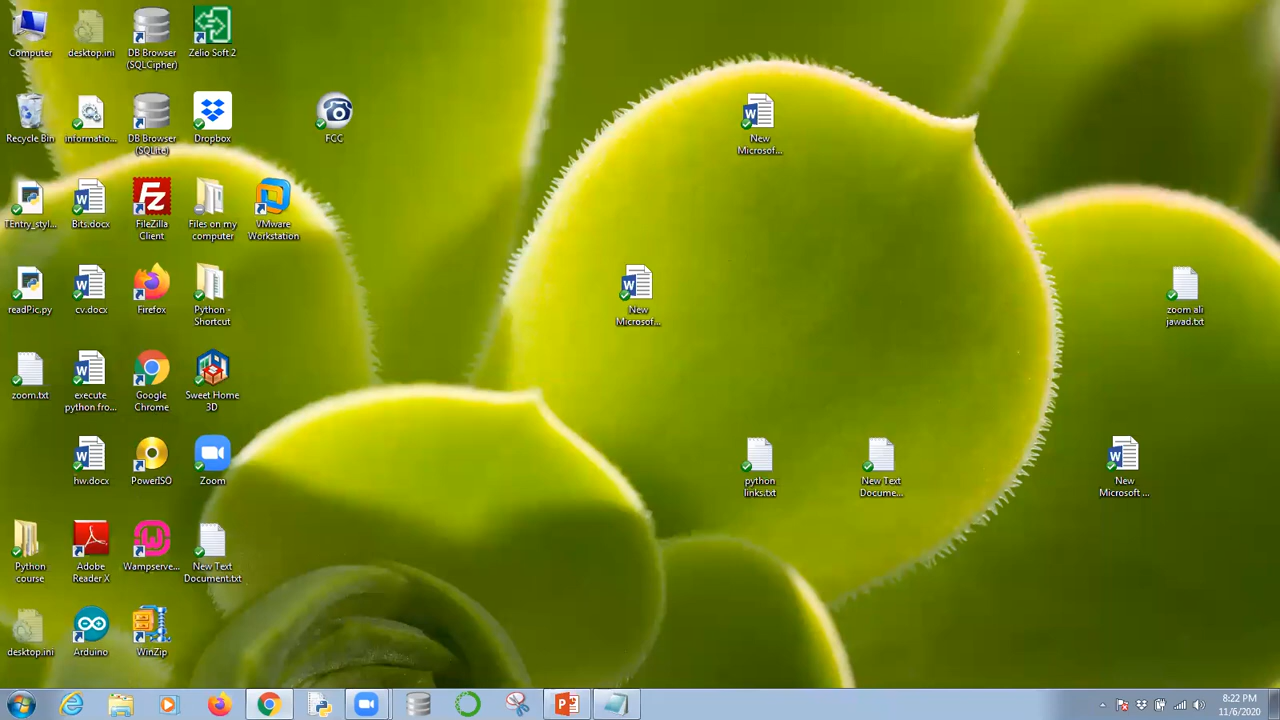 Computer
desktop.ini
DB Browser
(SQLCipher)
Zelio Soft 2
Recycle Bin
informatio...
DB Browser
(SQLite)
Dropbox
FCC
New
Microsof...
TEntry_styl...
Bits.docx
FileZilla
Client
Files on my
computer
VMware
Workstation
readPic.py
cv.docx
Firefox
Python -
Shortcut
New
Microsof...
zoom ali
jawad.txt
zoom.txt
execute
python fro...
Google
Chrome
Sweet Home
3D
hw.docx
PowerISO
Zoom
python
links.txt
New Text
Docume...
New
Microsoft ...
Python
course
Adobe
Reader X
Wampserve...
New Text
Document.txt
desktop.ini
Arduino
WinZip
8:22 PM
11/6/2020